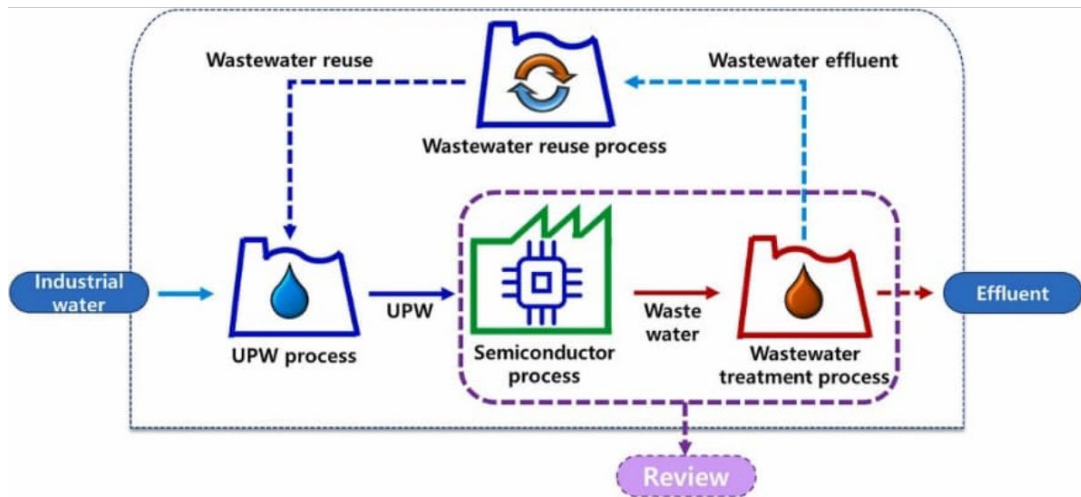 Wastewater reuse
Wastewater effluent
Wastewater reuse process
Industrial
water
UPW
Waste
water
Effluent
UPW process
Semiconductor
process
Wastewater
treatment process
Review